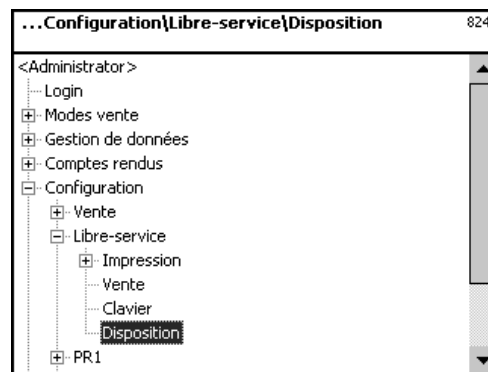 ...Configuration\Libre-service\Disposition 824
<Administrator>
Login
Modes vente
Gestion de données
Comptes rendus
Configuration
Vente
Libre-service
Impression
Vente
Clavier
Disposition
PR1